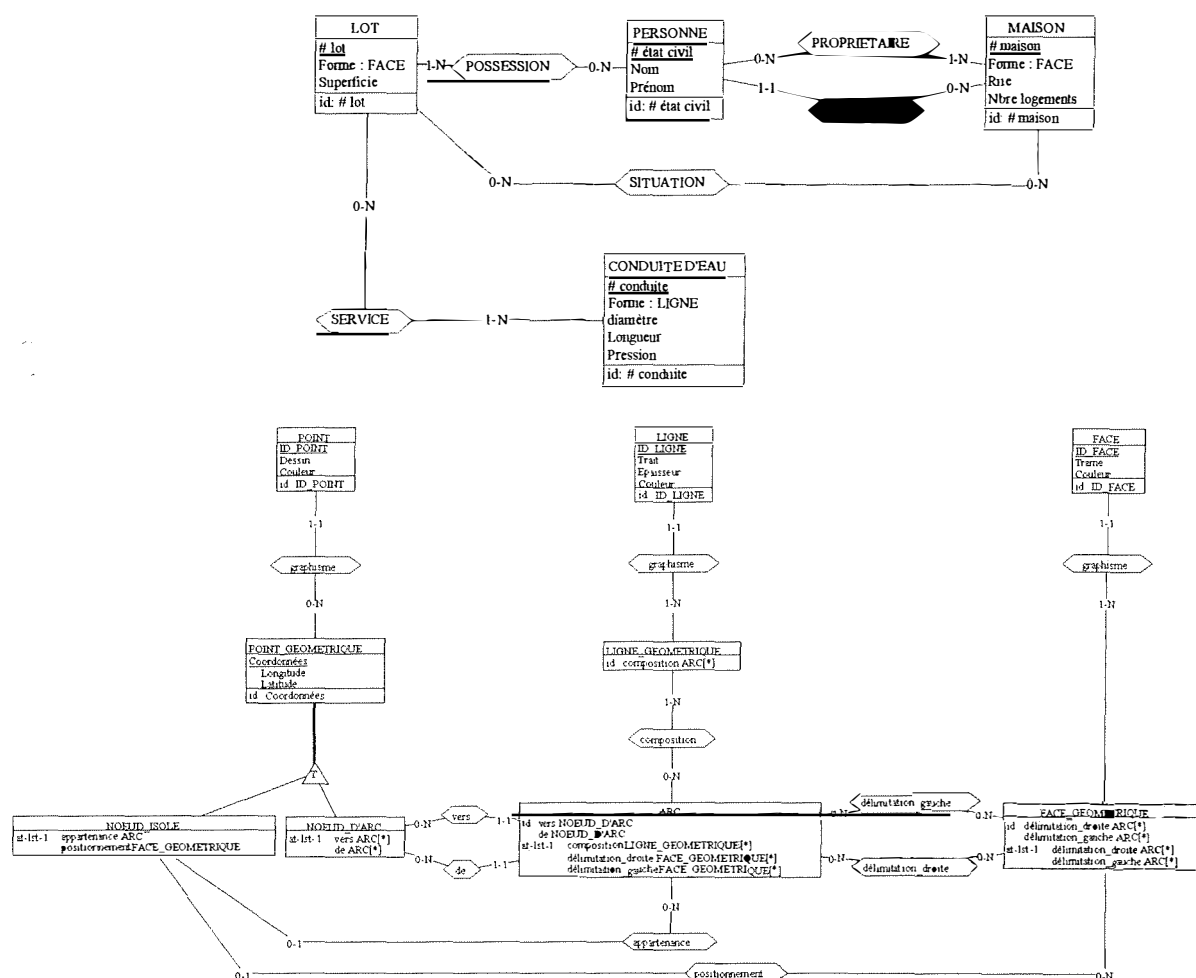 LOT
# lot
Forme : FACE
Superficie
id: # lot
1-N
POSSESSION
0-N
PERSONNE
# état civil
Nom
Prénom
id: # état civil
0-N
PROPRIETAIRE
1-N
1-1
0-N
MAISON
# maison
Forme : FACE
Rue
Nbre logements
id: # maison
0-N
SITUATION
0-N
0-N
SERVICE
1-N
CONDUITE D'EAU
# conduite
Forme : LIGNE
diamètre
Longueur
Pression
id: # conduite
POINT
ID_POINT
Dessin
Couleur
id ID_POINT
1-1
graphisme
0-N
POINT_GEOMETRIQUE
Coordonnées
Longitude
Latitude
id Coordonnées
T
LIGNE
ID_LIGNE
Trait
Epaisseur
Couleur
id ID_LIGNE
1-1
graphisme
1-N
LIGNE_GEOMETRIQUE
id composition ARC[*]
1-N
composition
0-N
FACE
ID_FACE
Trame
Couleur
id ID_FACE
1-1
graphisme
1-N
NOEUD_ISOLE
at-lst-1 appartenance ARC
positionnement FACE_GEOMETRIQUE
NOEUD_D'ARC
at-lst-1 vers ARC[*]
de ARC[*]
0-N
vers
1-1
0-N
de
1-1
ARC
id vers NOEUD_D'ARC
de NOEUD_D'ARC
at-lst-1 composition LIGNE_GEOMETRIQUE[*]
délimitation_droite FACE_GEOMETRIQUE[*]
délimitation_gauche FACE_GEOMETRIQUE[*]
0-N
délimitation_gauche
0-N
0-N
délimitation_droite
0-N
FACE_GEOMETRIQUE
id délimitation_droite ARC[*]
délimitation_gauche ARC[*]
at-lst-1 délimitation_droite ARC[*]
délimitation_gauche ARC[*]
0-N
0-1
appartenance
0-1
positionnement
0-N